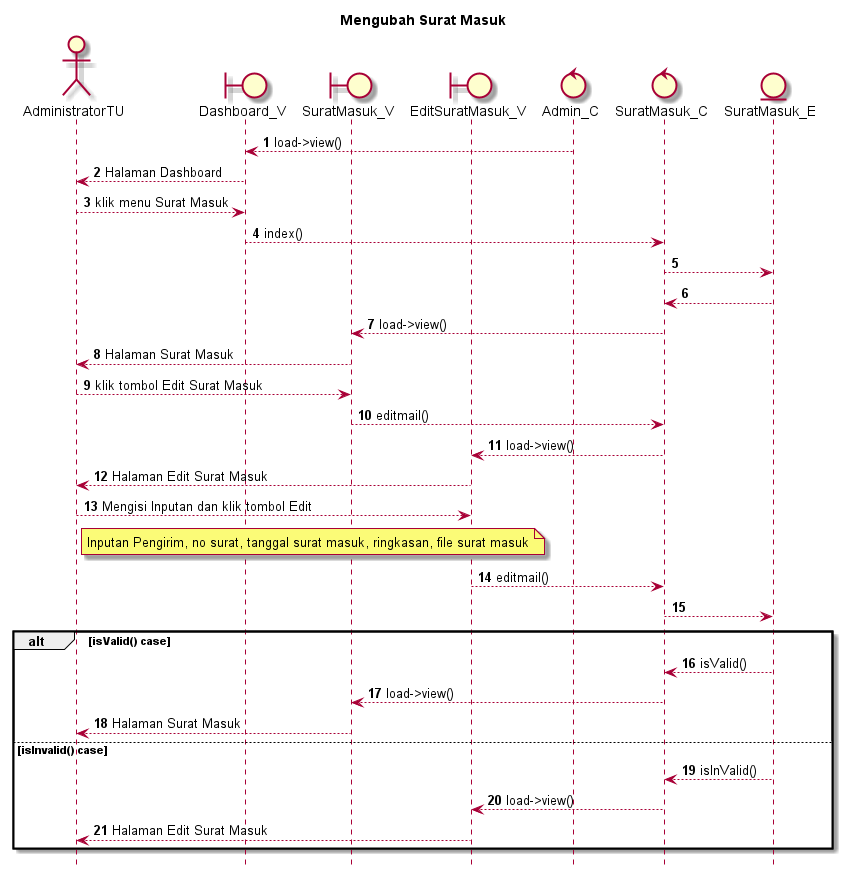 Mengubah Surat Masuk
AdministratorTU Dashboard_V SuratMasuk_V EditSuratMasuk_V Admin_C SuratMasuk_C SuratMasuk_E
1 load->view()
2 Halaman Dashboard
3 klik menu Surat Masuk
4 index()
5
6
7 load->view()
8 Halaman Surat Masuk
9 klik tombol Edit Surat Masuk
10 editmail()
11 load->view()
12 Halaman Edit Surat Masuk
13 Mengisi Inputan dan klik tombol Edit
Inputan Pengirim, no surat, tanggal surat masuk, ringkasan, file surat masuk
14 editmail()
15
alt [isValid() case]
16 isValid()
17 load->view()
18 Halaman Surat Masuk
[isInvalid() case]
19 isInValid()
20 load->view()
21 Halaman Edit Surat Masuk